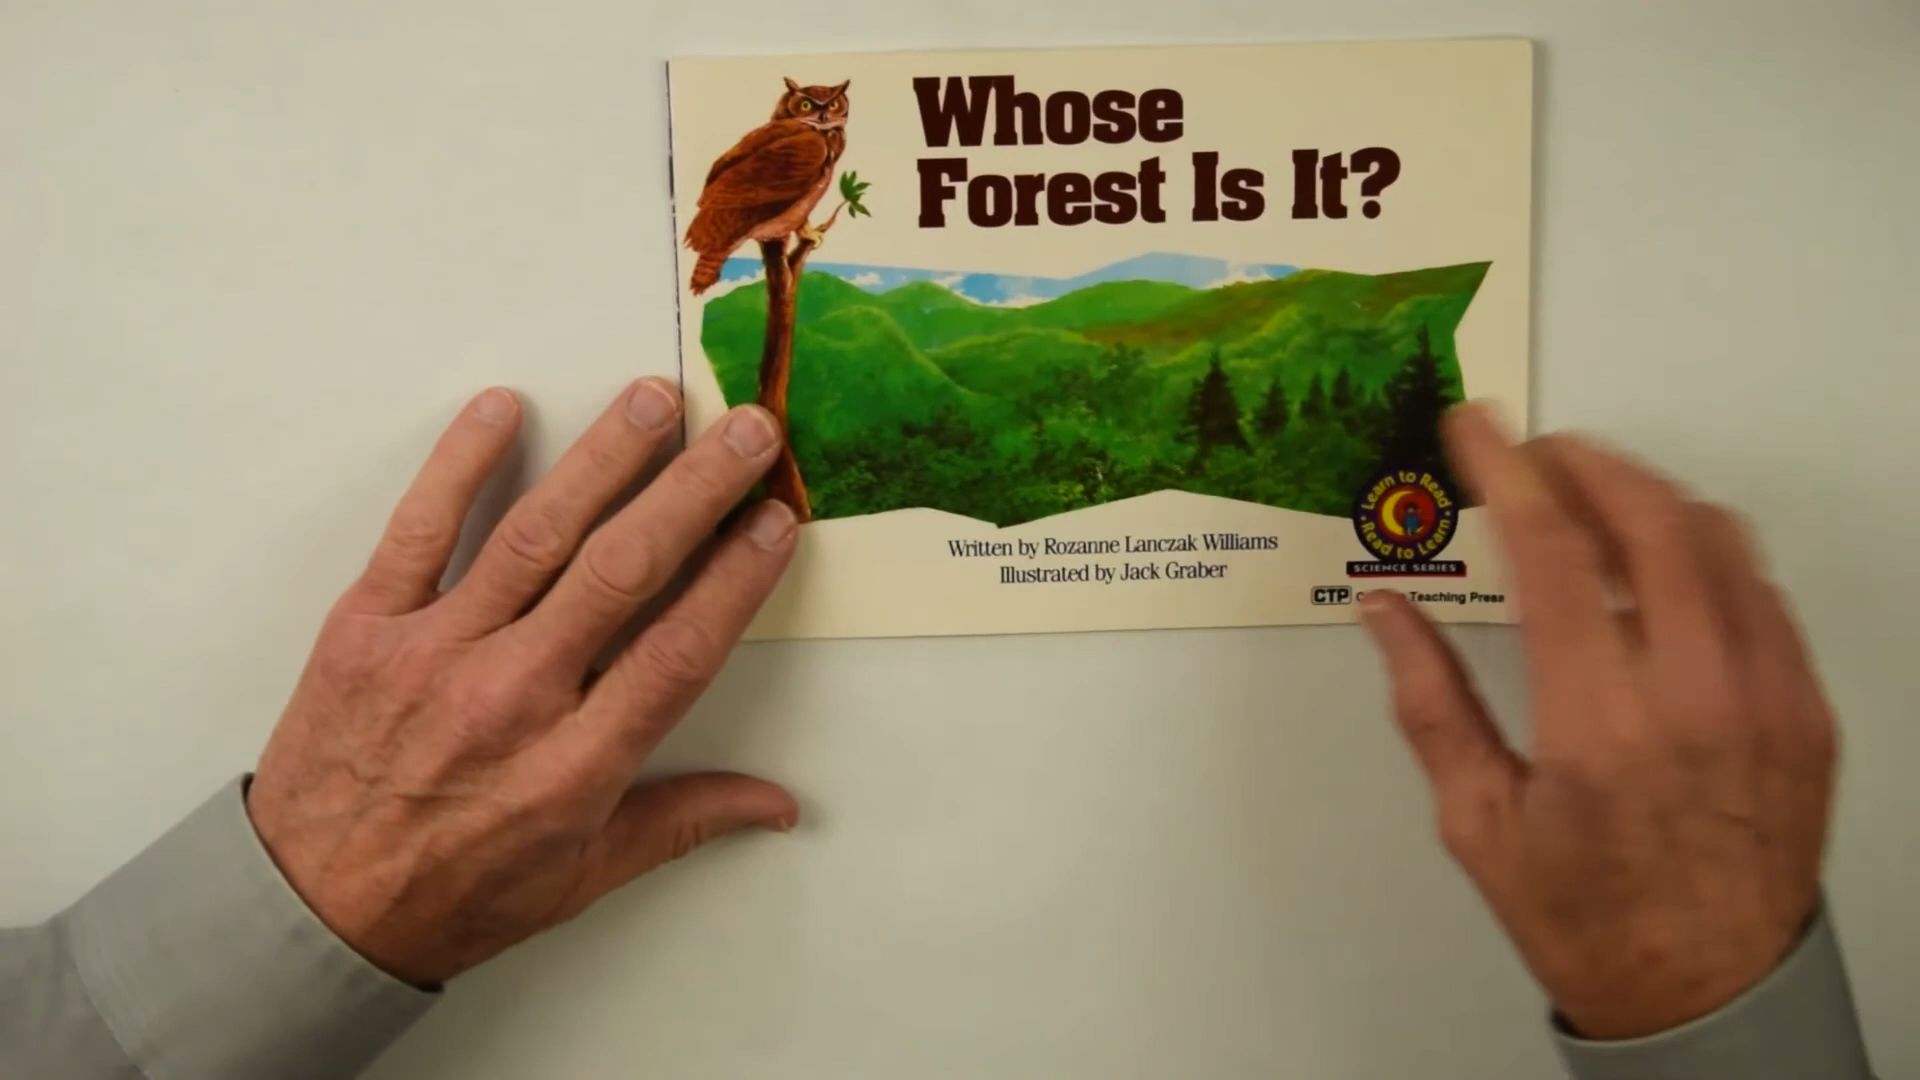 Whose
Forest Is It?
Written by Rozanne Lanczak Williams
Illustrated by Jack Graber
Learn to Read
Read to Learn
SCIENCE SERIES
CTP Teaching Press